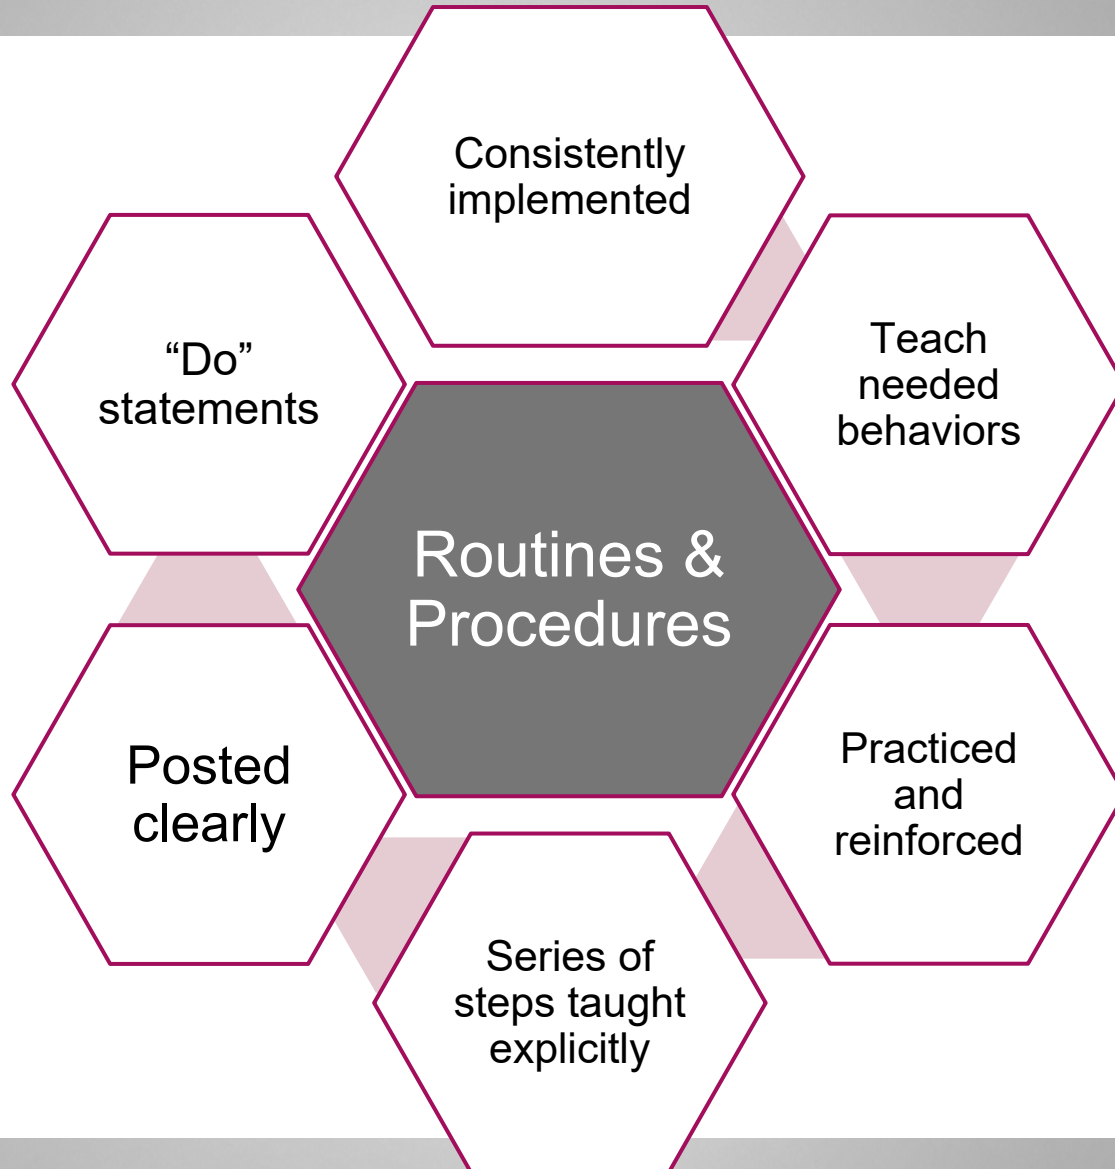 Consistently
implemented
Teach
needed
behaviors
Practiced
and
reinforced
Series of
steps taught
explicitly
Posted
clearly
“Do”
statements
Routines &
Procedures